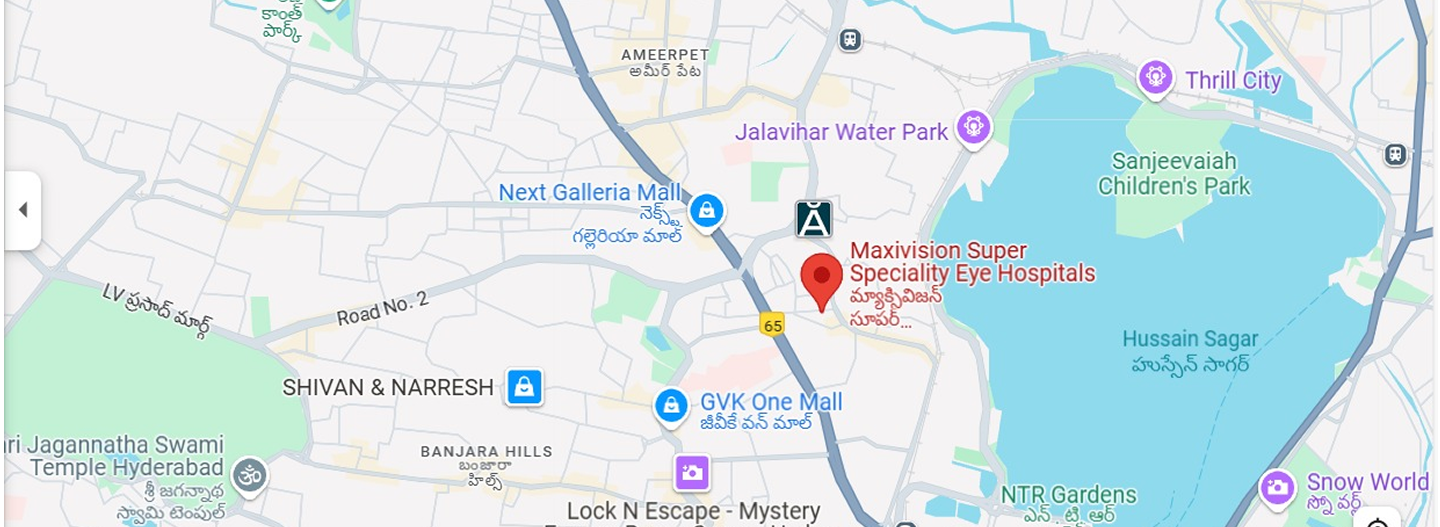 కాంత్
పార్క్
AMEERPET
అమీర్ పేట
Thrill City
Jalavihar Water Park
Sanjeevaiah
Children's Park
Next Galleria Mall
నెక్స్ట్
గల్లెరియా మాల్
Maxivision Super
Speciality Eye Hospitals
మ్యాక్సివిజన్
సూపర్...
LV ప్రసాద్ మార్గ్
Road No. 2
65
Hussain Sagar
హుస్సేన్ సాగర్
SHIVAN & NARRESH
GVK One Mall
జీవీకే వన్ మాల్
ri Jagannatha Swami
Temple Hyderabad
శ్రీ జగన్నాథ
స్వామి టెంపుల్
BANJARA HILLS
బంజారా
హిల్స్
Lock N Escape - Mystery
NTR Gardens
ఎన్. టి. ఆర్
Snow World
స్నో వర్ల్డ్